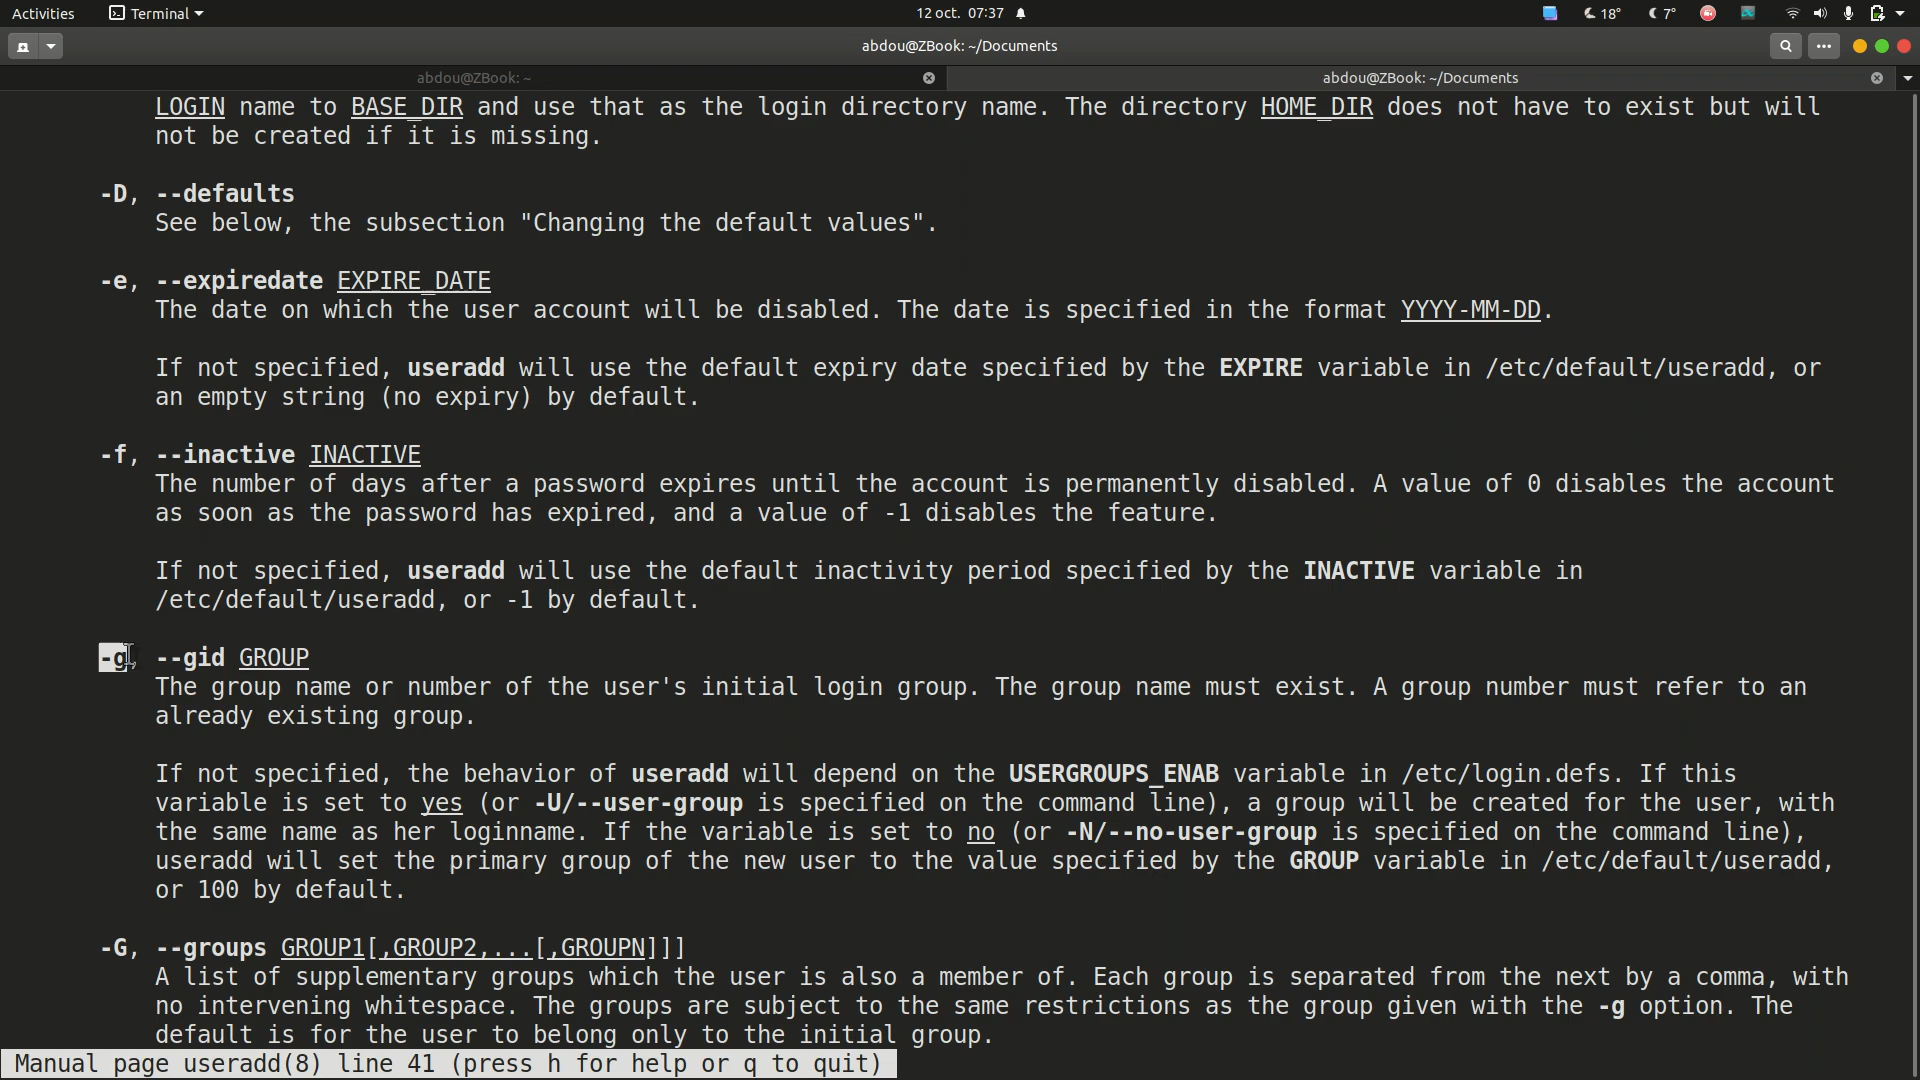 Activities Terminal 12 oct. 07:37 18° 7°
abdou@ZBook: ~/Documents
abdou@ZBook: ~ abdou@ZBook: ~/Documents
LOGIN name to BASE_DIR and use that as the login directory name. The directory HOME_DIR does not have to exist but will
not be created if it is missing.
-D, --defaults
See below, the subsection "Changing the default values".
-e, --expiredate EXPIRE_DATE
The date on which the user account will be disabled. The date is specified in the format YYYY-MM-DD.
If not specified, useradd will use the default expiry date specified by the EXPIRE variable in /etc/default/useradd, or
an empty string (no expiry) by default.
-f, --inactive INACTIVE
The number of days after a password expires until the account is permanently disabled. A value of 0 disables the account
as soon as the password has expired, and a value of -1 disables the feature.
If not specified, useradd will use the default inactivity period specified by the INACTIVE variable in
/etc/default/useradd, or -1 by default.
-g, --gid GROUP
The group name or number of the user's initial login group. The group name must exist. A group number must refer to an
already existing group.
If not specified, the behavior of useradd will depend on the USERGROUPS_ENAB variable in /etc/login.defs. If this
variable is set to yes (or -U/--user-group is specified on the command line), a group will be created for the user, with
the same name as her loginname. If the variable is set to no (or -N/--no-user-group is specified on the command line),
useradd will set the primary group of the new user to the value specified by the GROUP variable in /etc/default/useradd,
or 100 by default.
-G, --groups GROUP1[,GROUP2,...[,GROUPN]]]
A list of supplementary groups which the user is also a member of. Each group is separated from the next by a comma, with
no intervening whitespace. The groups are subject to the same restrictions as the group given with the -g option. The
default is for the user to belong only to the initial group.
Manual page useradd(8) line 41 (press h for help or q to quit)